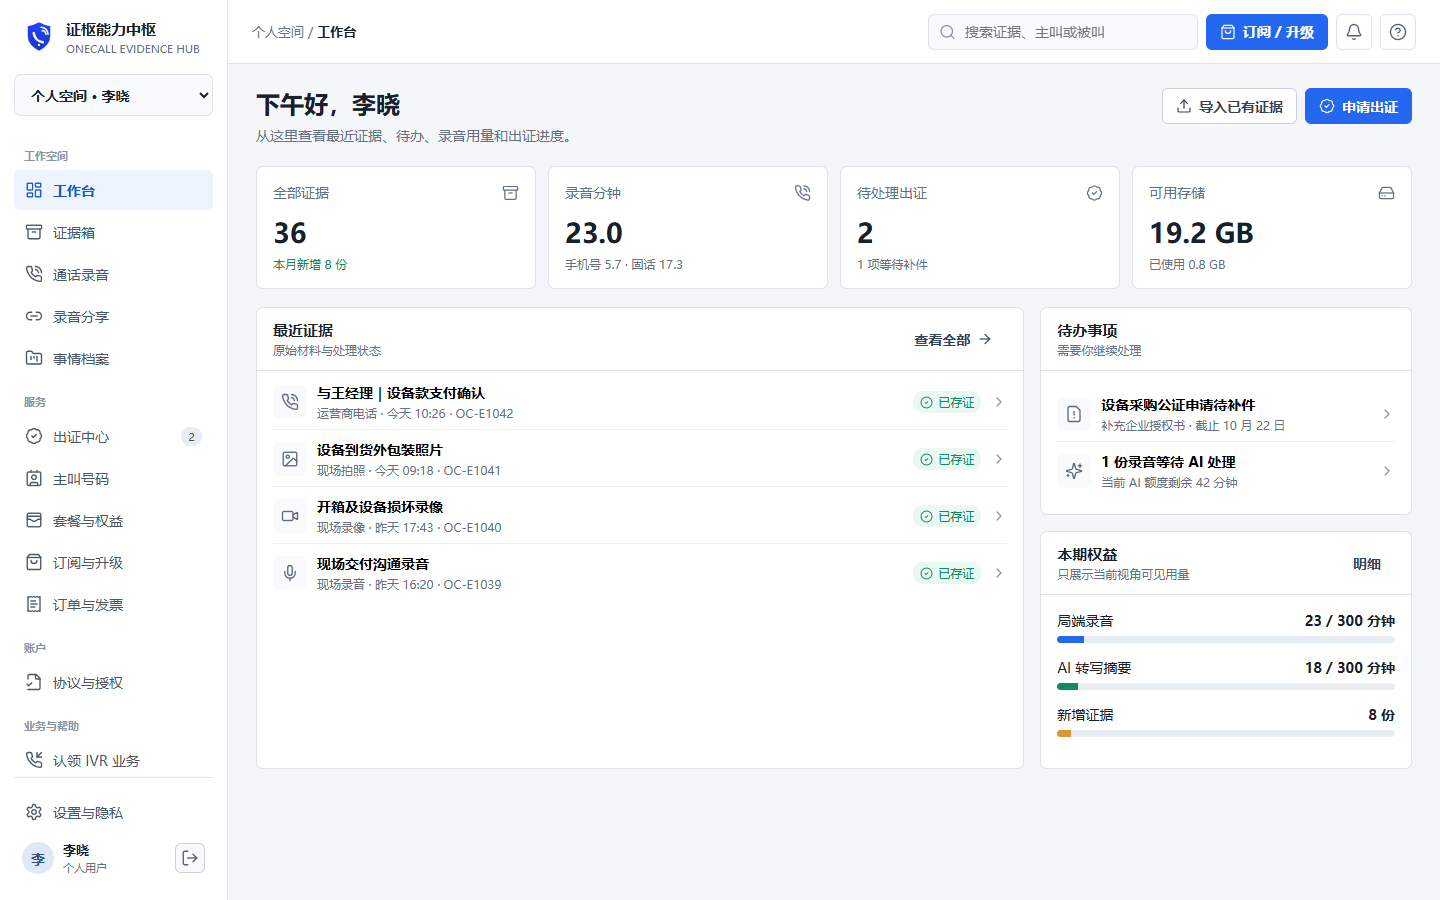 证枢能力中枢
ONECALL EVIDENCE HUB
个人空间 • 李晓
工作空间
工作台
证据箱
通话录音
录音分享
事情档案
服务
出证中心
2
主叫号码
套餐与权益
订阅与升级
订单与发票
账户
协议与授权
业务与帮助
认领 IVR 业务
设置与隐私
李
李晓
个人用户
个人空间 / 工作台
搜索证据、主叫或被叫
订阅 / 升级
下午好，李晓
从这里查看最近证据、待办、录音用量和出证进度。
导入已有证据
申请出证
全部证据
36
本月新增 8 份
录音分钟
23.0
手机号 5.7 · 固话 17.3
待处理出证
2
1 项等待补件
可用存储
19.2 GB
已使用 0.8 GB
最近证据
原始材料与处理状态
查看全部
与王经理｜设备款支付确认
运营商电话 · 今天 10:26 · OC-E1042
已存证
设备到货外包装照片
现场拍照 · 今天 09:18 · OC-E1041
已存证
开箱及设备损坏录像
现场录像 · 昨天 17:43 · OC-E1040
已存证
现场交付沟通录音
现场录音 · 昨天 16:20 · OC-E1039
已存证
待办事项
需要你继续处理
设备采购公证申请待补件
补充企业授权书 · 截止 10 月 22 日
1 份录音等待 AI 处理
当前 AI 额度剩余 42 分钟
本期权益
只展示当前视角可见用量
明细
局端录音
23 / 300 分钟
AI 转写摘要
18 / 300 分钟
新增证据
8 份